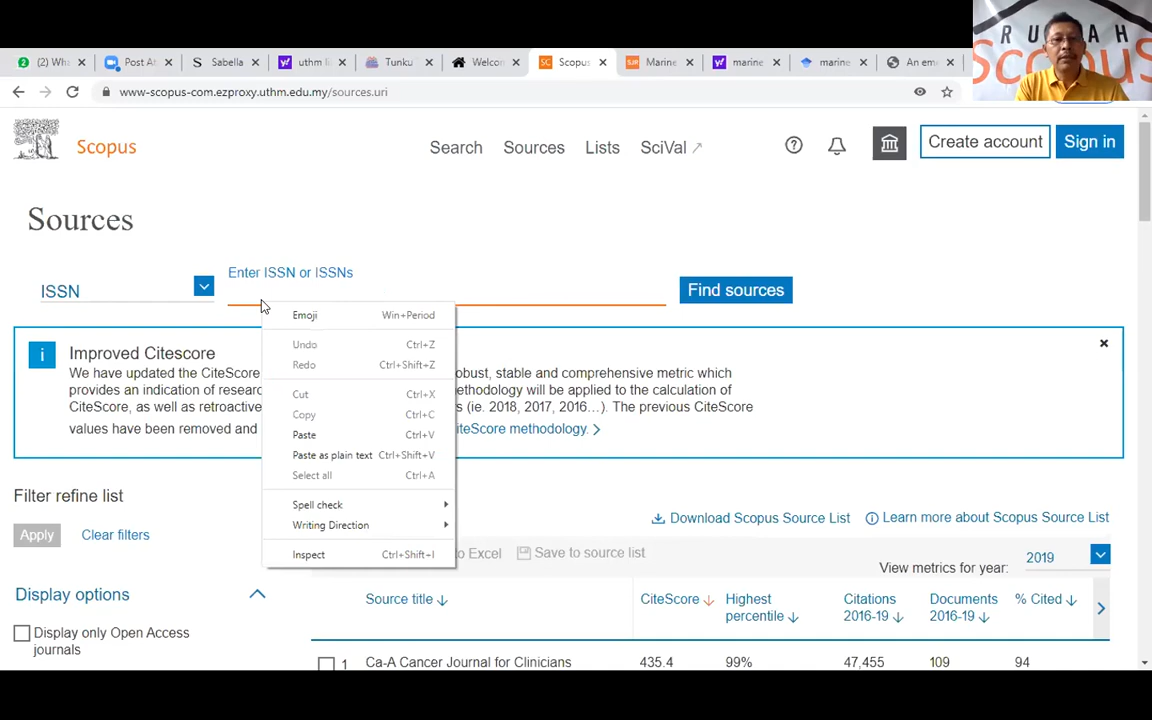 (2) Wha
Post At
Sabella
uthm li
Tunku
Welcon
Scopus
Marine
marine
marine
An em
RUMAH
Scopus
www-scopus-com.ezproxy.uthm.edu.my/sources.uri
Scopus
Search
Sources
Lists
SciVal
Create account
Sign in
Sources
ISSN
Enter ISSN or ISSNs
Find sources
Emoji Win+Period
Undo Ctrl+Z
Redo Ctrl+Shift+Z
Cut Ctrl+X
Copy Ctrl+C
Paste Ctrl+V
Paste as plain text Ctrl+Shift+V
Select all Ctrl+A
Spell check
Writing Direction
Inspect Ctrl+Shift+I
Improved Citescore
We have updated the CiteScore obust, stable and comprehensive metric which
provides an indication of researc ethodology will be applied to the calculation of
CiteScore, as well as retroactive s (ie. 2018, 2017, 2016…). The previous CiteScore
values have been removed and iteScore methodology.
Filter refine list
Apply
Clear filters
Download Scopus Source List
Learn more about Scopus Source List
o Excel
Save to source list
View metrics for year: 2019
Display options
Display only Open Access
journals
Source title
CiteScore
Highest
percentile
Citations
2016-19
Documents
2016-19
% Cited
1 Ca-A Cancer Journal for Clinicians 435.4 99% 47,455 109 94